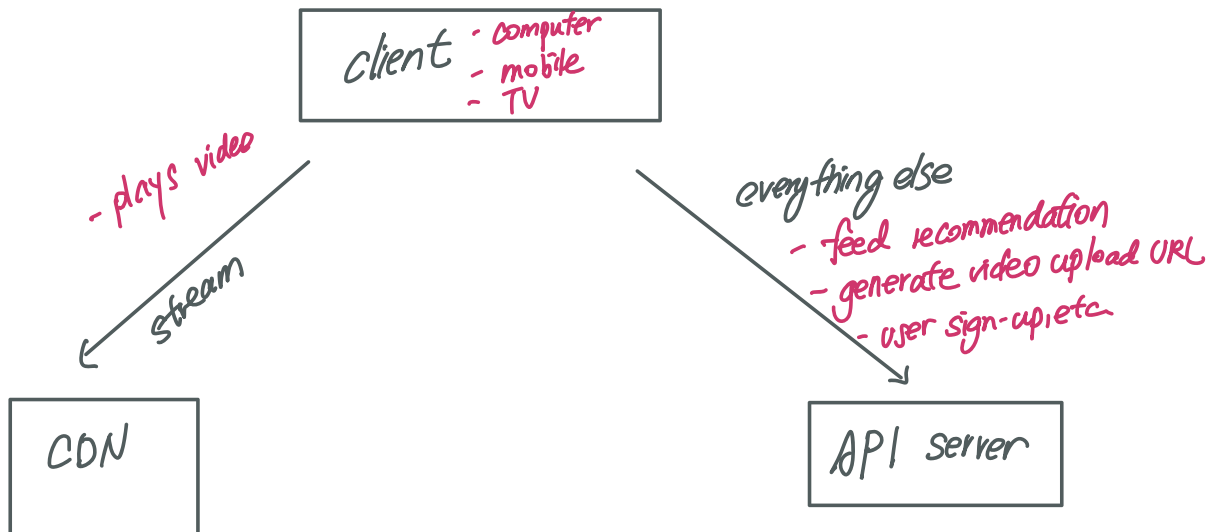 client
- computer
- mobile
- TV
- plays video
stream
everything else
- feed recommendation
- generate video upload URL
- user sign-up, etc
CDN
API server